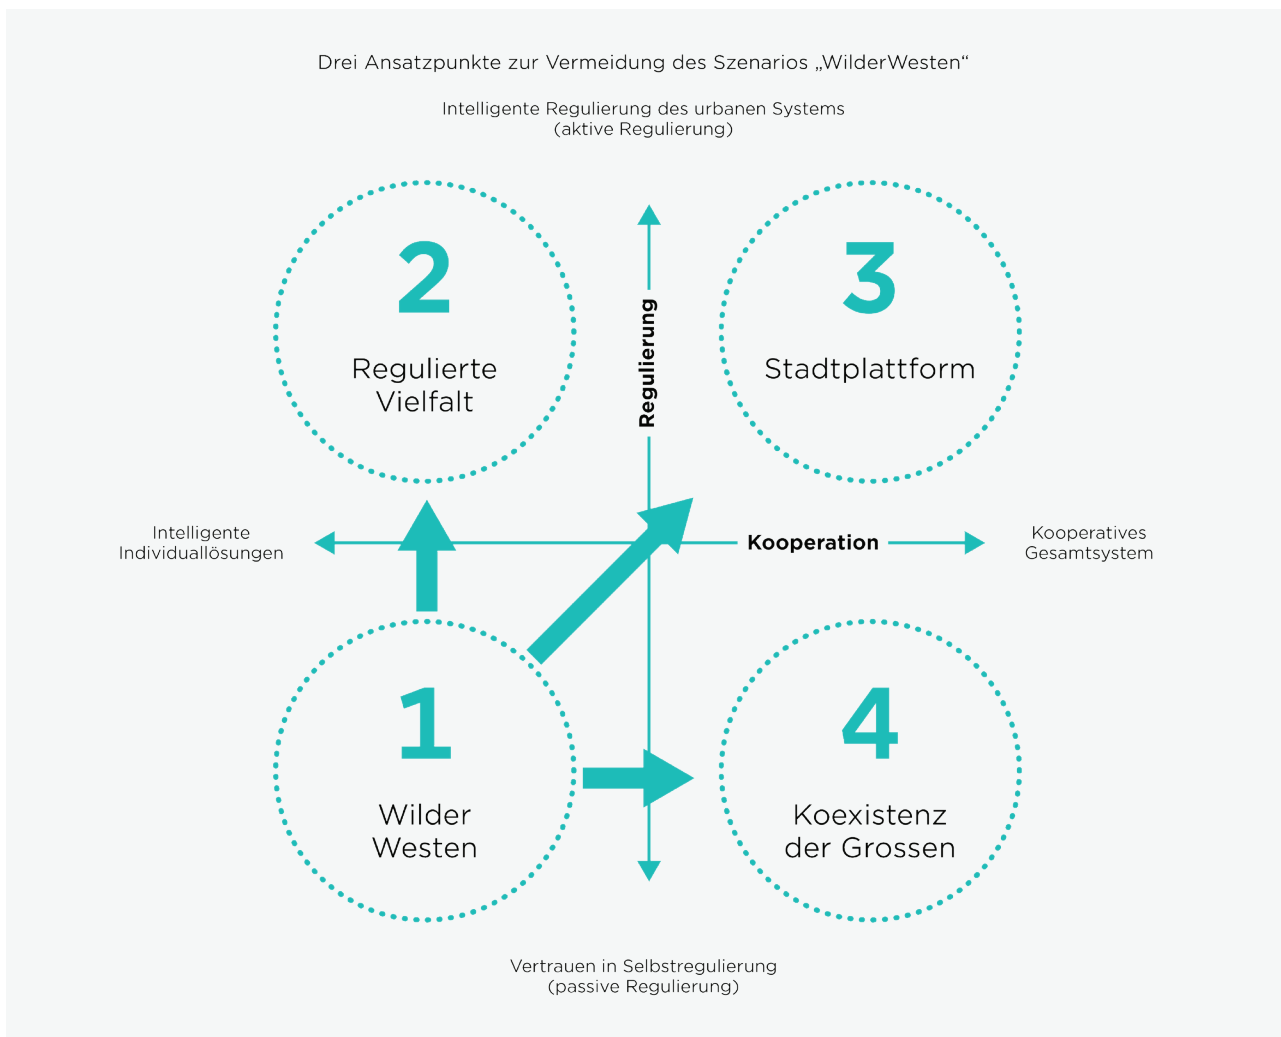 Drei Ansatzpunkte zur Vermeidung des Szenarios „WilderWesten“
Intelligente Regulierung des urbanen Systems
(aktive Regulierung)
2
Regulierte
Vielfalt
Regulierung
3
Stadtplattform
Intelligente
Individuallösungen
Kooperation
Kooperatives
Gesamtsystem
1
Wilder
Westen
4
Koexistenz
der Grossen
Vertrauen in Selbstregulierung
(passive Regulierung)